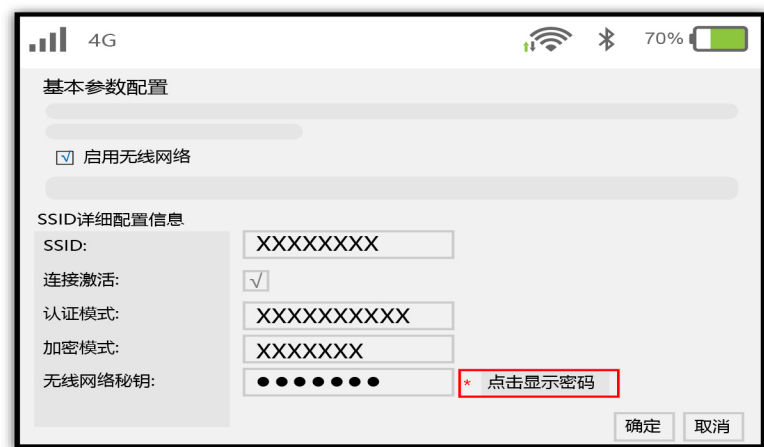 4G 70%
基本参数配置
√ 启用无线网络
SSID详细配置信息
SSID: XXXXXXXX
连接激活: √
认证模式: XXXXXXXXXX
加密模式: XXXXXXX
无线网络秘钥: ●●●●●●● * 点击显示密码
确定 取消